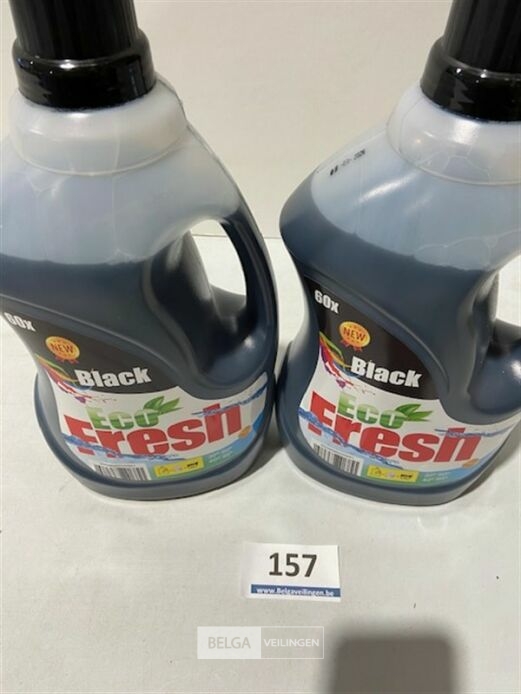 60x
NEW
Black
Eco
Fresh
60x
NEW
Black
Eco
Fresh
157
www.Belgaveilingen.be
BELGA VEILINGEN